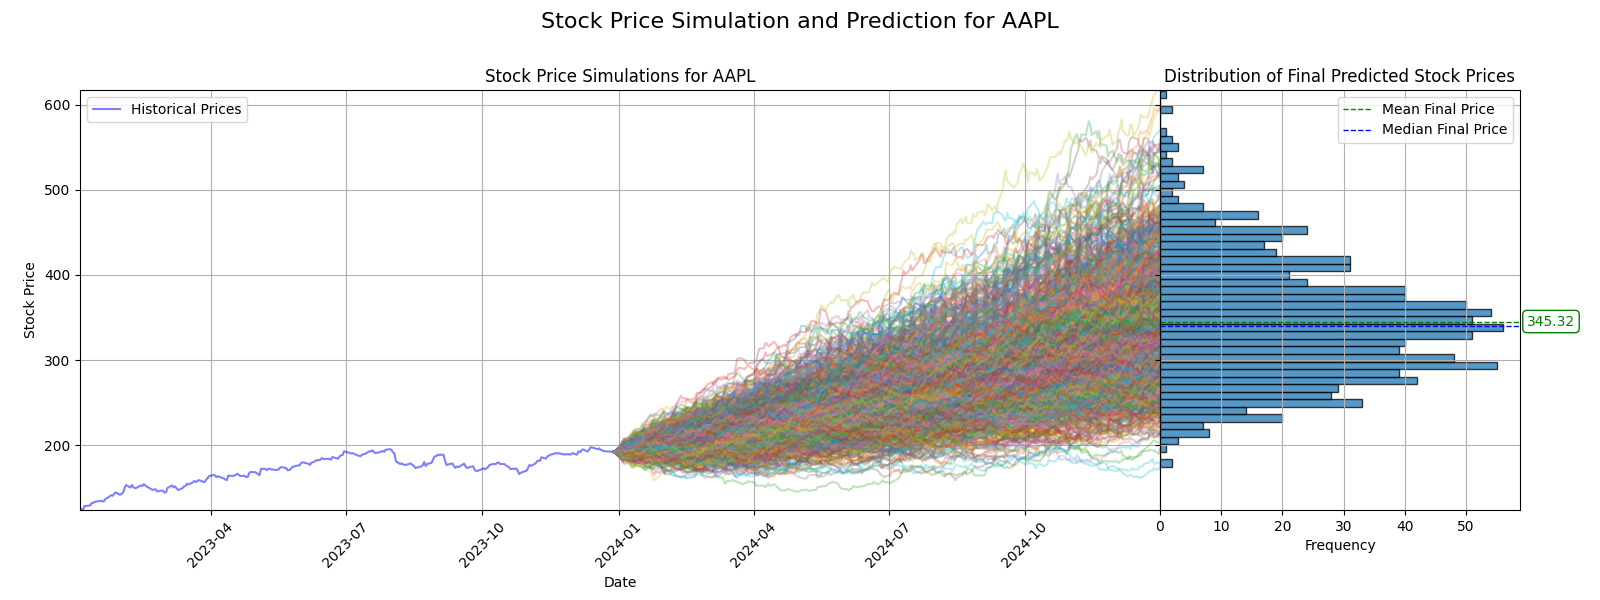 Stock Price Simulation and Prediction for AAPL
Stock Price Simulations for AAPL
Historical Prices
Stock Price
600
500
400
300
200
2023-04
2023-07
2023-10
2024-01
2024-04
2024-07
2024-10
Date
Distribution of Final Predicted Stock Prices
Mean Final Price
Median Final Price
345.32
0
10
20
30
40
50
Frequency